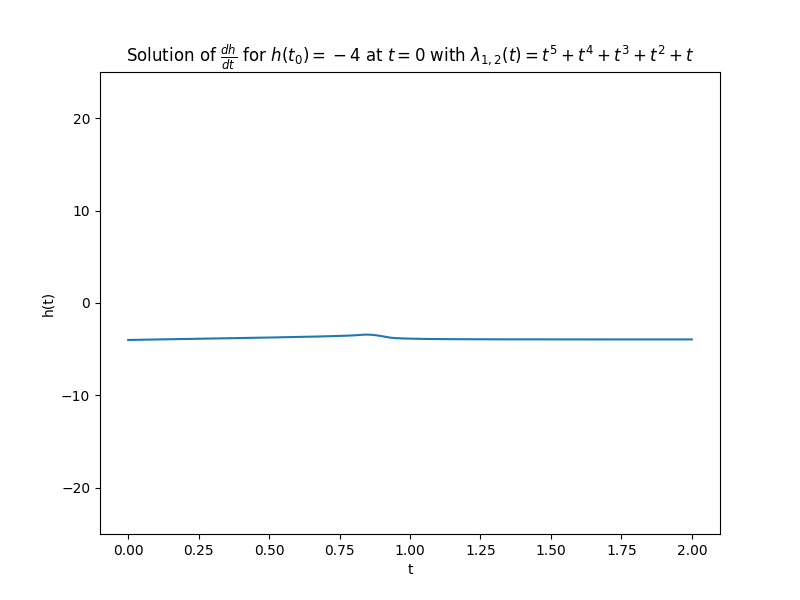 Solution of dh/dt for h(t₀) = −4 at t = 0 with λ₁,₂(t) = t⁵ + t⁴ + t³ + t² + t
20
10
0
−10
−20
h(t)
0.00 0.25 0.50 0.75 1.00 1.25 1.50 1.75 2.00
t